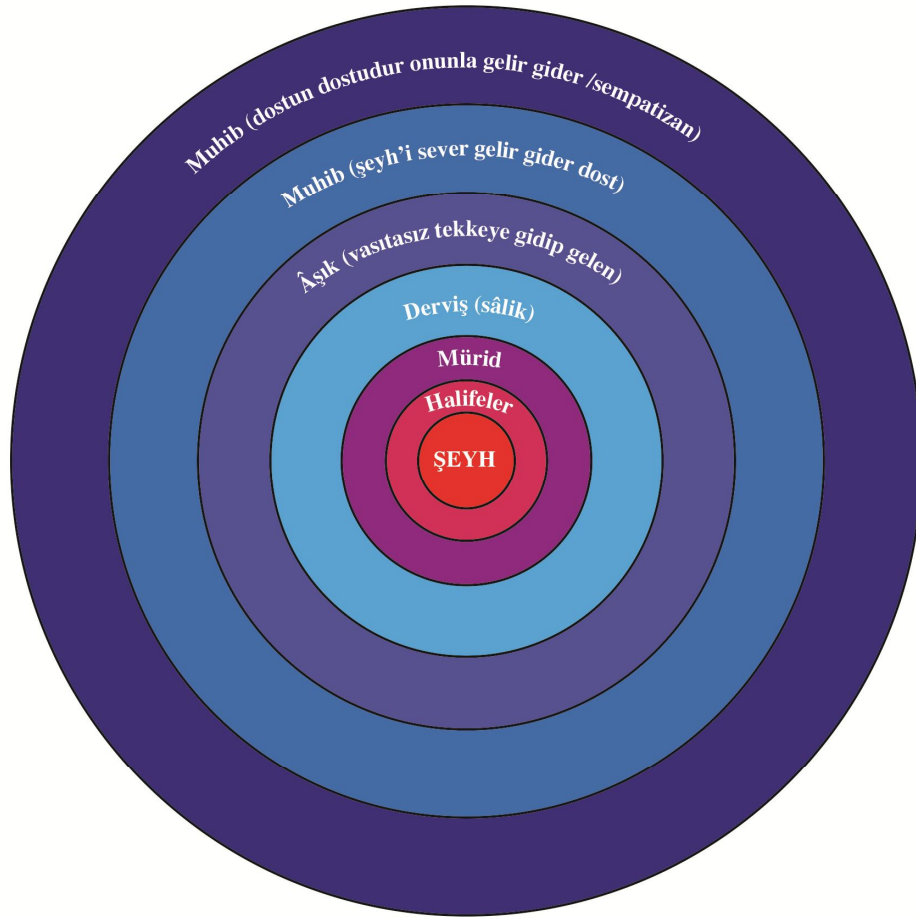 Muhib (dostun dostudur onunla gelir gider /sempatizan)
Muhib (şeyh’i sever gelir gider dost)
Âşık (vasıtasız tekkeye gidip gelen)
Derviş (sâlik)
Mürid
Halifeler
ŞEYH